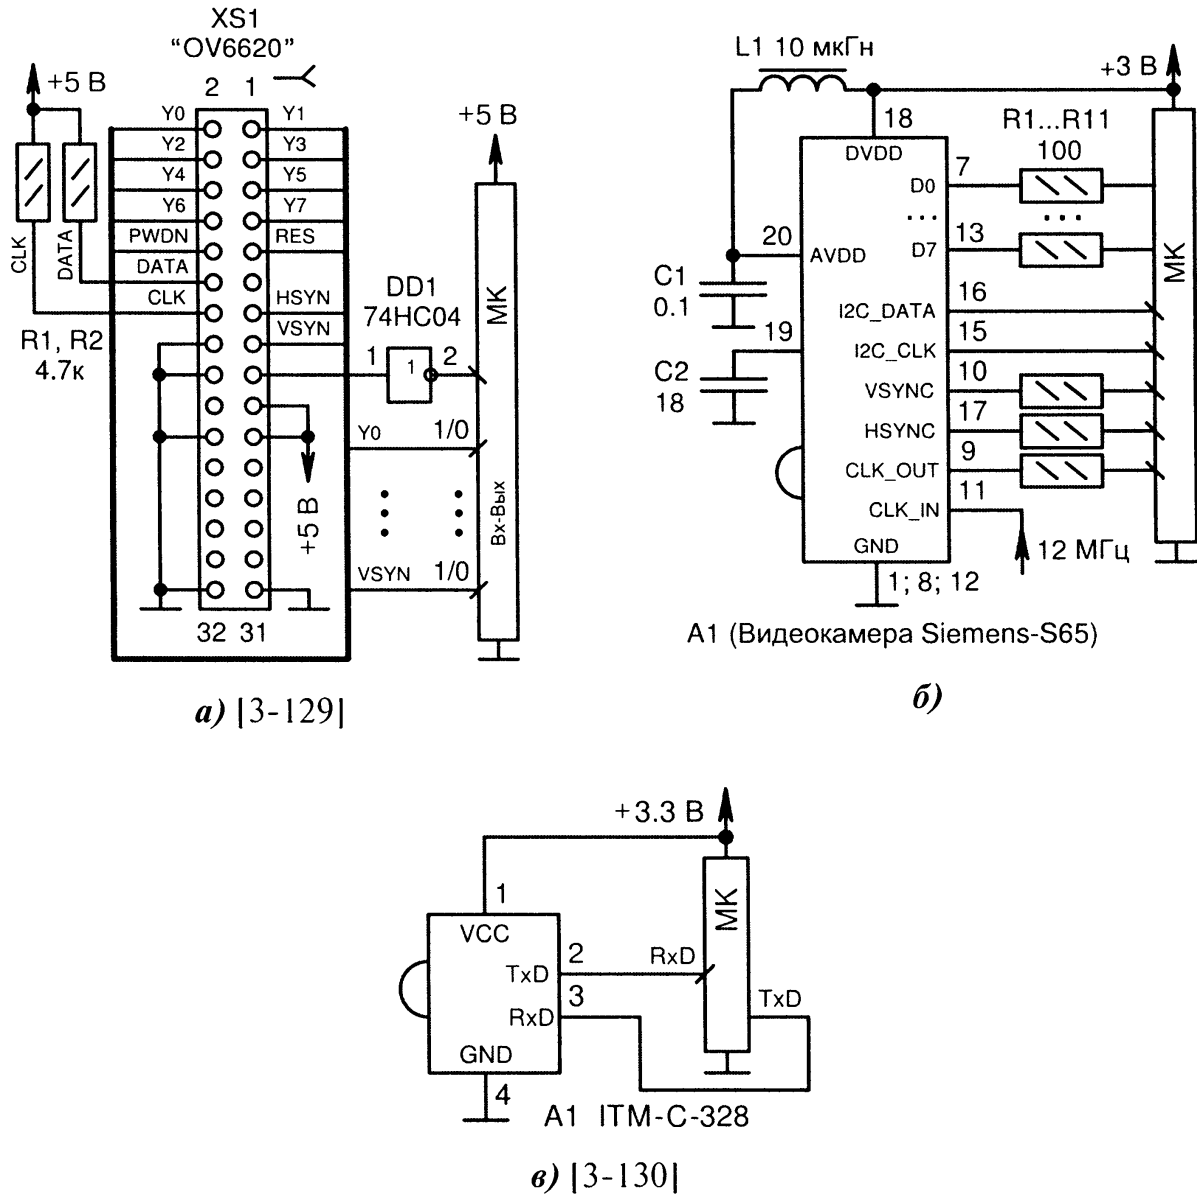 XS1
“OV6620”
+5 В
2 1
Y0 Y1
Y2 Y3
Y4 Y5
Y6 Y7
PWDN RES
DATA
CLK HSYN
VSYN
CLK
DATA
R1, R2
4.7к
+5 В
DD1
74HC04
1 1 2
МК
Y0 1/0
Вх-Вых
VSYN 1/0
+5 В
32 31
а) |3-129|
L1 10 мкГн
+3 В
18
DVDD
R1...R11
100
D0 7
...
D7 13
20 AVDD
C1
0.1
I2C_DATA 16
19
I2C_CLK 15
C2
18
VSYNC 10
HSYNC 17
CLK_OUT 9
CLK_IN 11
12 МГц
GND
1; 8; 12
МК
A1 (Видеокамера Siemens-S65)
б)
+3.3 В
1
VCC
МК
TxD 2 RxD
RxD 3 TxD
GND
4
A1 ITM-C-328
в) |3-130|